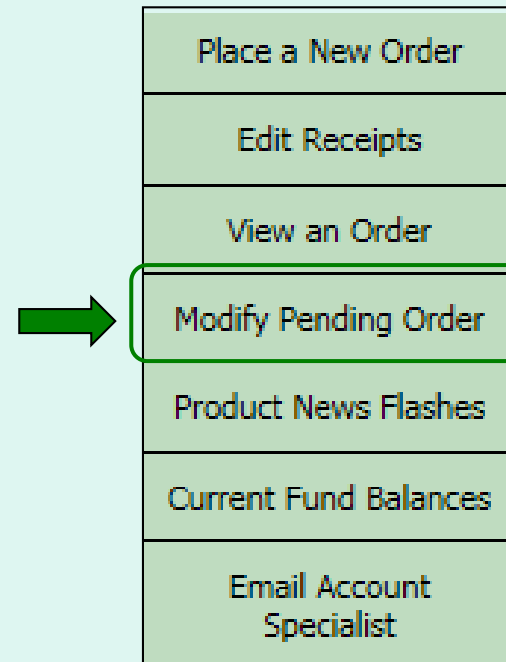 Place a New Order
Edit Receipts
View an Order
Modify Pending Order
Product News Flashes
Current Fund Balances
Email Account
Specialist